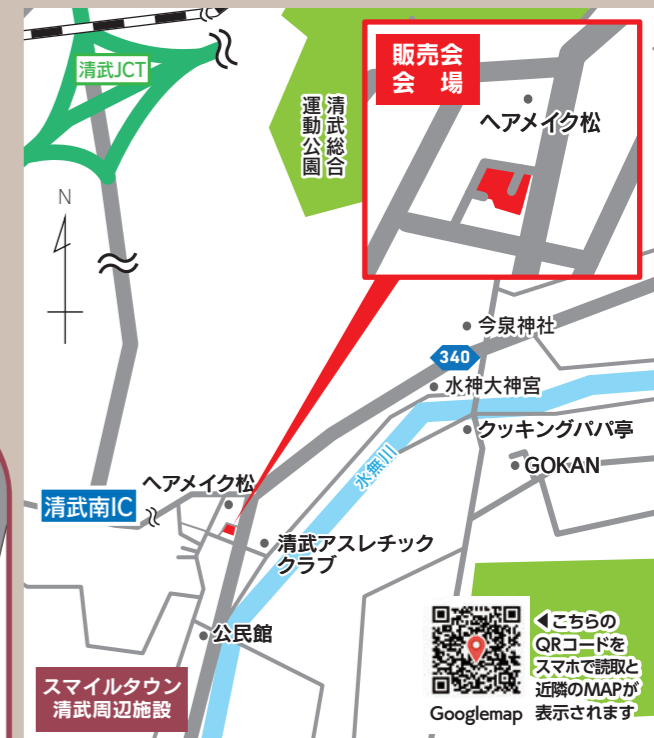 清武JCT
販売会
会 場
清武総合
運動公園
ヘアメイク松
N
今泉神社
340
水神大神宮
クッキングパパ亭
GOKAN
水無川
ヘアメイク松
清武南IC
清武アスレチック
クラブ
公民館
スマイルタウン
清武周辺施設
◀こちらの
QRコードを
スマホで読取と
近隣のMAPが
表示されます
Googlemap